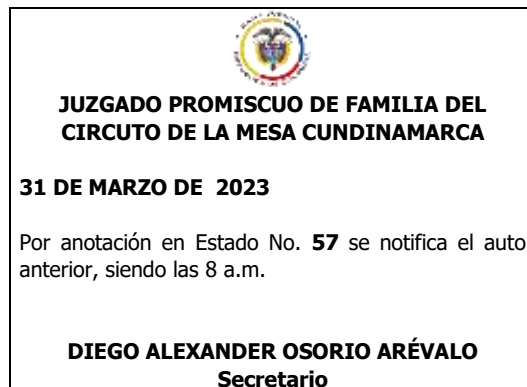 JUZGADO PROMISCUO DE FAMILIA DEL
CIRCUTO DE LA MESA CUNDINAMARCA
31 DE MARZO DE 2023
Por anotación en Estado No. 57 se notifica el auto
anterior, siendo las 8 a.m.
DIEGO ALEXANDER OSORIO ARÉVALO
Secretario